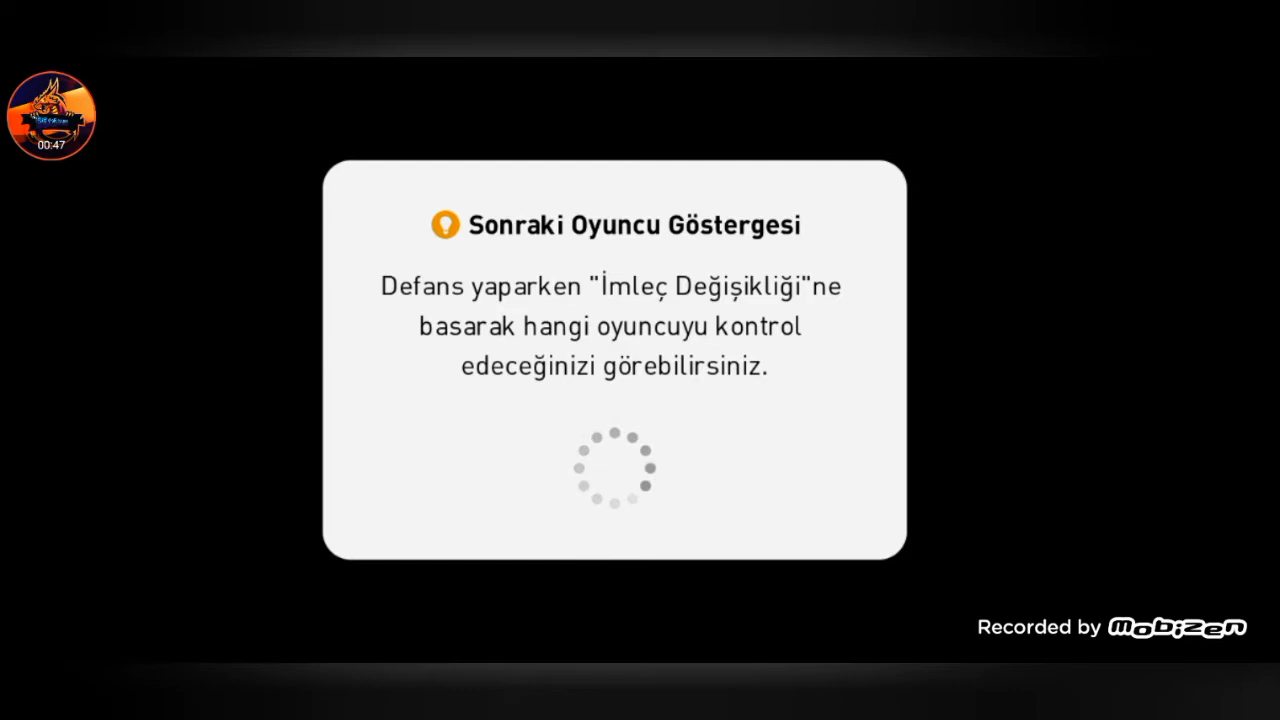 00:47
Sonraki Oyuncu Göstergesi
Defans yaparken "İmleç Değişikliği"ne
basarak hangi oyuncuyu kontrol
edeceğinizi görebilirsiniz.
Recorded by mobizen